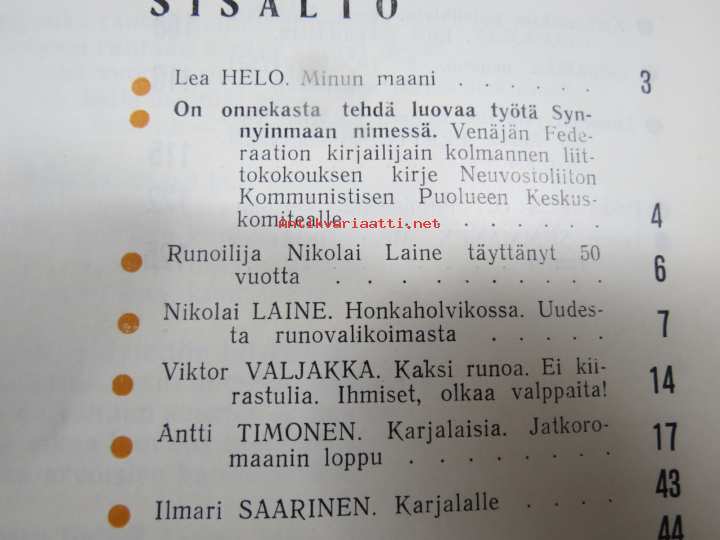 SISÄLTÖ
Lea HELO. Minun maani . . . . . . 3
On onnekasta tehdä luovaa työtä Syn-
nyinmaan nimessä. Venäjän Fede-
raation kirjailijain kolmannen liit-
tokokouksen kirje Neuvostoliiton
Kommunistisen Puolueen Keskus-
komitealle . . . . . . . . 4
antikvariaatti.net
Runoilija Nikolai Laine täyttänyt 50
vuotta . . . . . . . . . . 6
Nikolai LAINE. Honkaholvikossa. Uudes-
ta runovalikoimasta . . . . . 7
Viktor VALJAKKA. Kaksi runoa. Ei kii-
rastulia. Ihmiset, olkaa valppaita! 14
Antti TIMONEN. Karjalaisia. Jatkoro-
maanin loppu . . . . . . . 17
Ilmari SAARINEN. Karjalalle . . . . 43
44